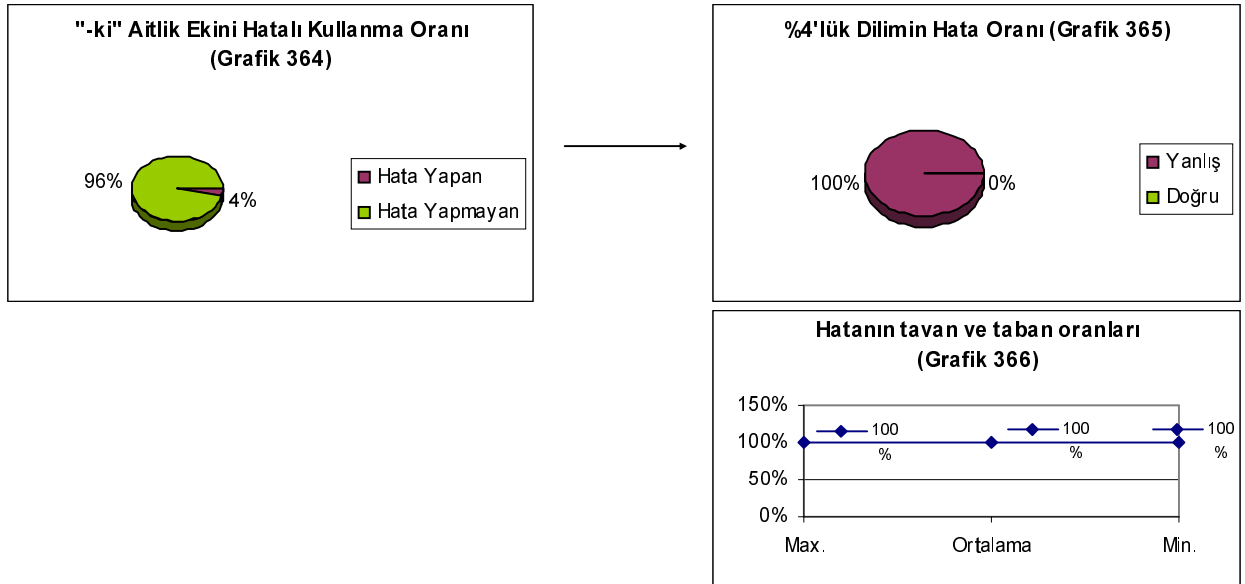 "-ki" Aitlik Ekini Hatalı Kullanma Oranı
(Grafik 364)
96%
4%
Hata Yapan
Hata Yapmayan
%4'lük Dilimin Hata Oranı (Grafik 365)
100%
0%
Yanlış
Doğru
Hatanın tavan ve taban oranları
(Grafik 366)
150%
100%
50%
0%
100
%
100
%
100
%
Max.
Ortalama
Min.